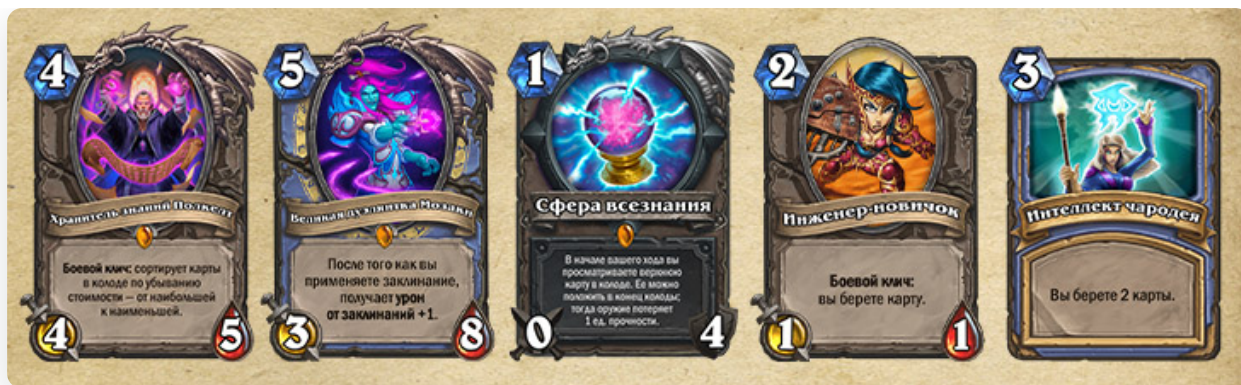 4
Хранитель знаний Полкелт
Боевой клич: сортирует карты
в колоде по убыванию
стоимости — от наибольшей
к наименьшей.
4
5
5
Великая дуэлянтка Мозаки
После того как вы
применяете заклинание,
получает урон
от заклинаний +1.
3
8
1
Сфера всезнания
В начале вашего хода вы
просматриваете верхнюю
карту в колоде. Ее можно
положить в конец колоды;
тогда оружие потеряет
1 ед. прочности.
0
4
2
Инженер-новичок
Боевой клич:
вы берете карту.
1
1
3
Интеллект чародея
Вы берете 2 карты.